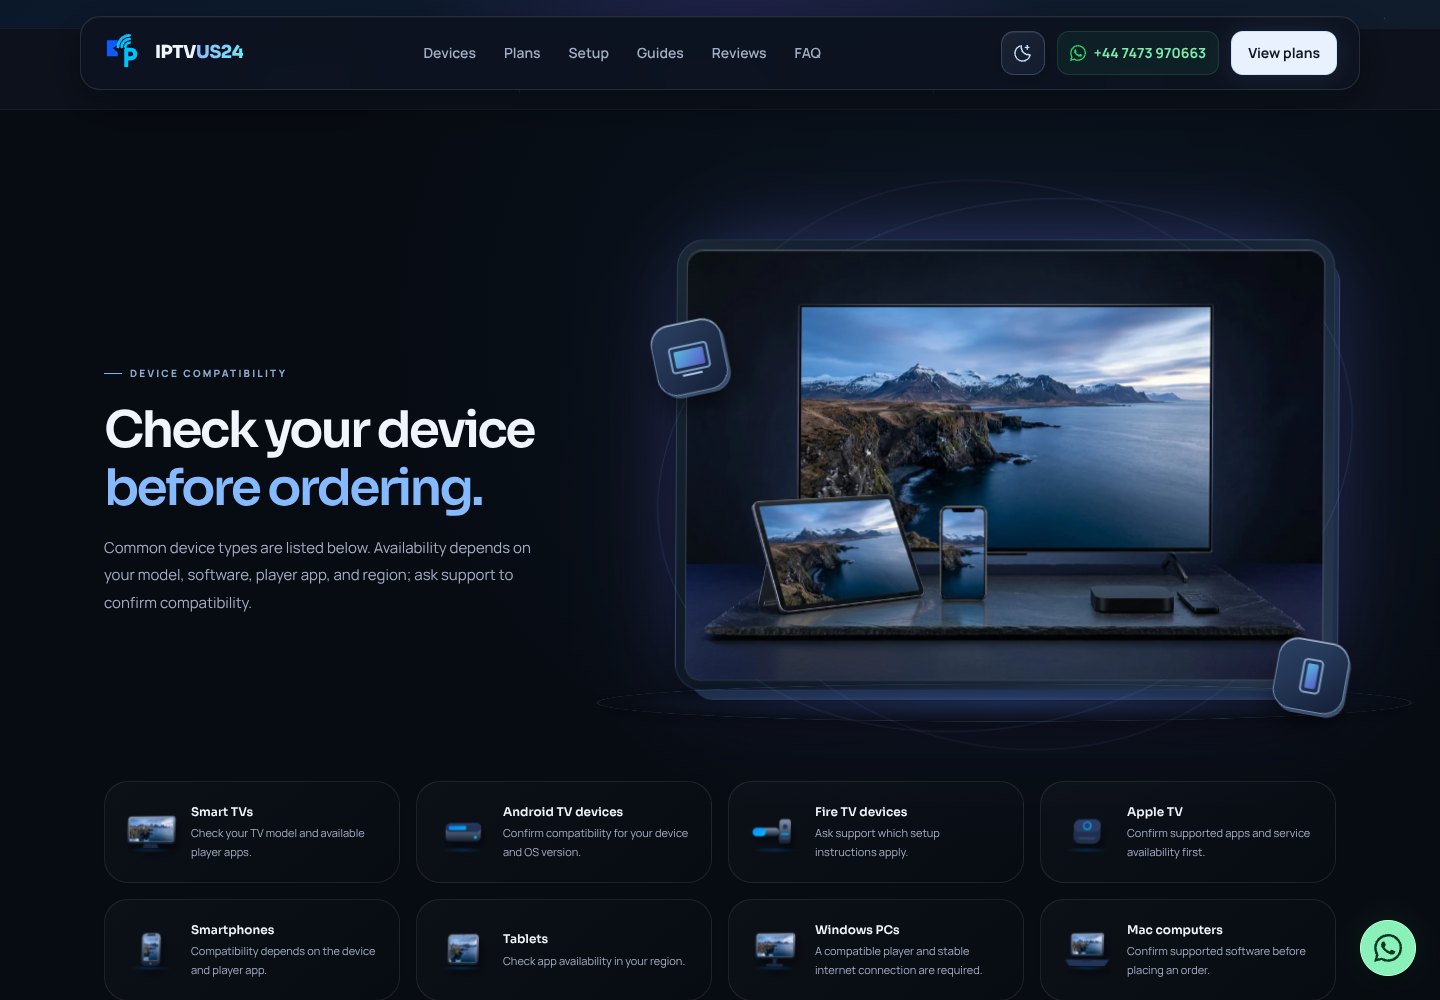 IPTVUS24
Devices
Plans
Setup
Guides
Reviews
FAQ
+44 7473 970663
View plans
DEVICE COMPATIBILITY
Check your device
before ordering.
Common device types are listed below. Availability depends on
your model, software, player app, and region; ask support to
confirm compatibility.
Smart TVs
Check your TV model and available
player apps.
Android TV devices
Confirm compatibility for your device
and OS version.
Fire TV devices
Ask support which setup
instructions apply.
Apple TV
Confirm supported apps and service
availability first.
Smartphones
Compatibility depends on the device
and player app.
Tablets
Check app availability in your region.
Windows PCs
A compatible player and stable
internet connection are required.
Mac computers
Confirm supported software before
placing an order.